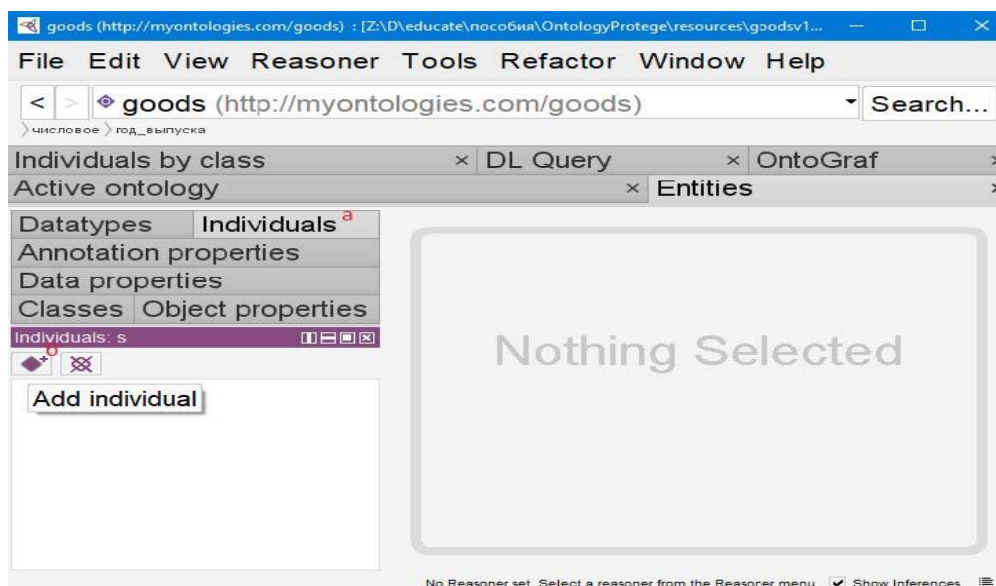 goods (http://myontologies.com/goods) : [Z:\D\educate\пособия\OntologyProtege\resources\goodsv1...
File Edit View Reasoner Tools Refactor Window Help
< > goods (http://myontologies.com/goods) Search...
числовое год_выпуска
Individuals by class × DL Query × OntoGraf
Active ontology × Entities
Datatypes Individuals a
Annotation properties
Data properties
Classes Object properties
Individuals: s
б
Add individual
Nothing Selected
No Reasoner set. Select a reasoner from the Reasoner menu Show Inferences